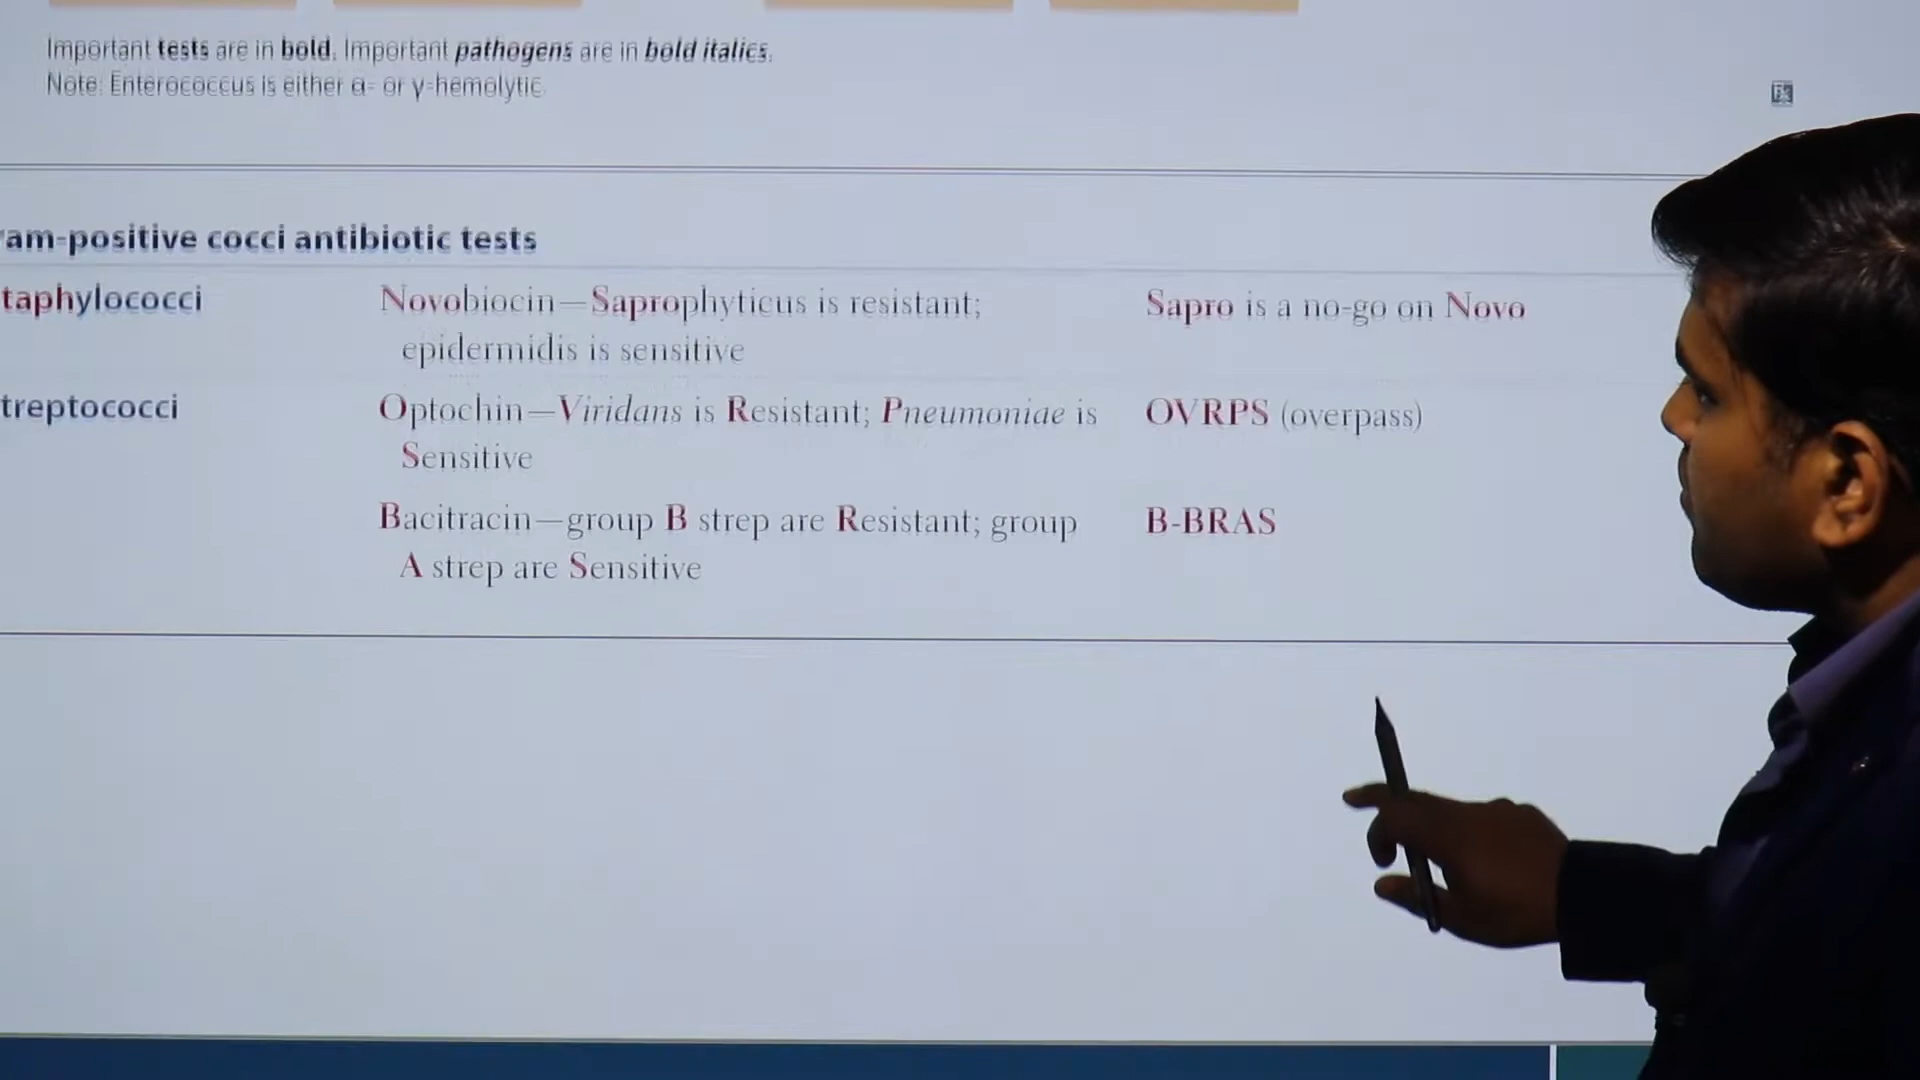 Important tests are in bold. Important pathogens are in bold italics.
Note: Enterococcus is either α- or γ-hemolytic.
am-positive cocci antibiotic tests
taphylococci
Novobiocin—Saprophyticus is resistant;
epidermidis is sensitive
Sapro is a no-go on Novo
treptococci
Optochin—Viridans is Resistant; Pneumoniae is
Sensitive
OVRPS (overpass)
Bacitracin—group B strep are Resistant; group
A strep are Sensitive
B-BRAS